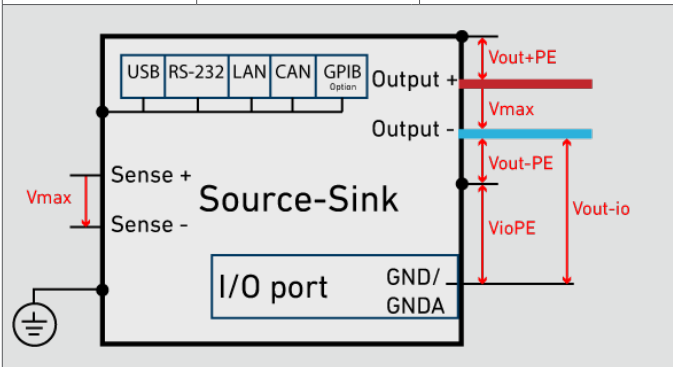 USB RS-232 LAN CAN GPIB
Option
Output +
Vout+PE
Vmax
Output -
Vout-PE
Sense +
Vmax
Source-Sink
Sense -
VioPE
Vout-io
I/O port
GND/
GNDA